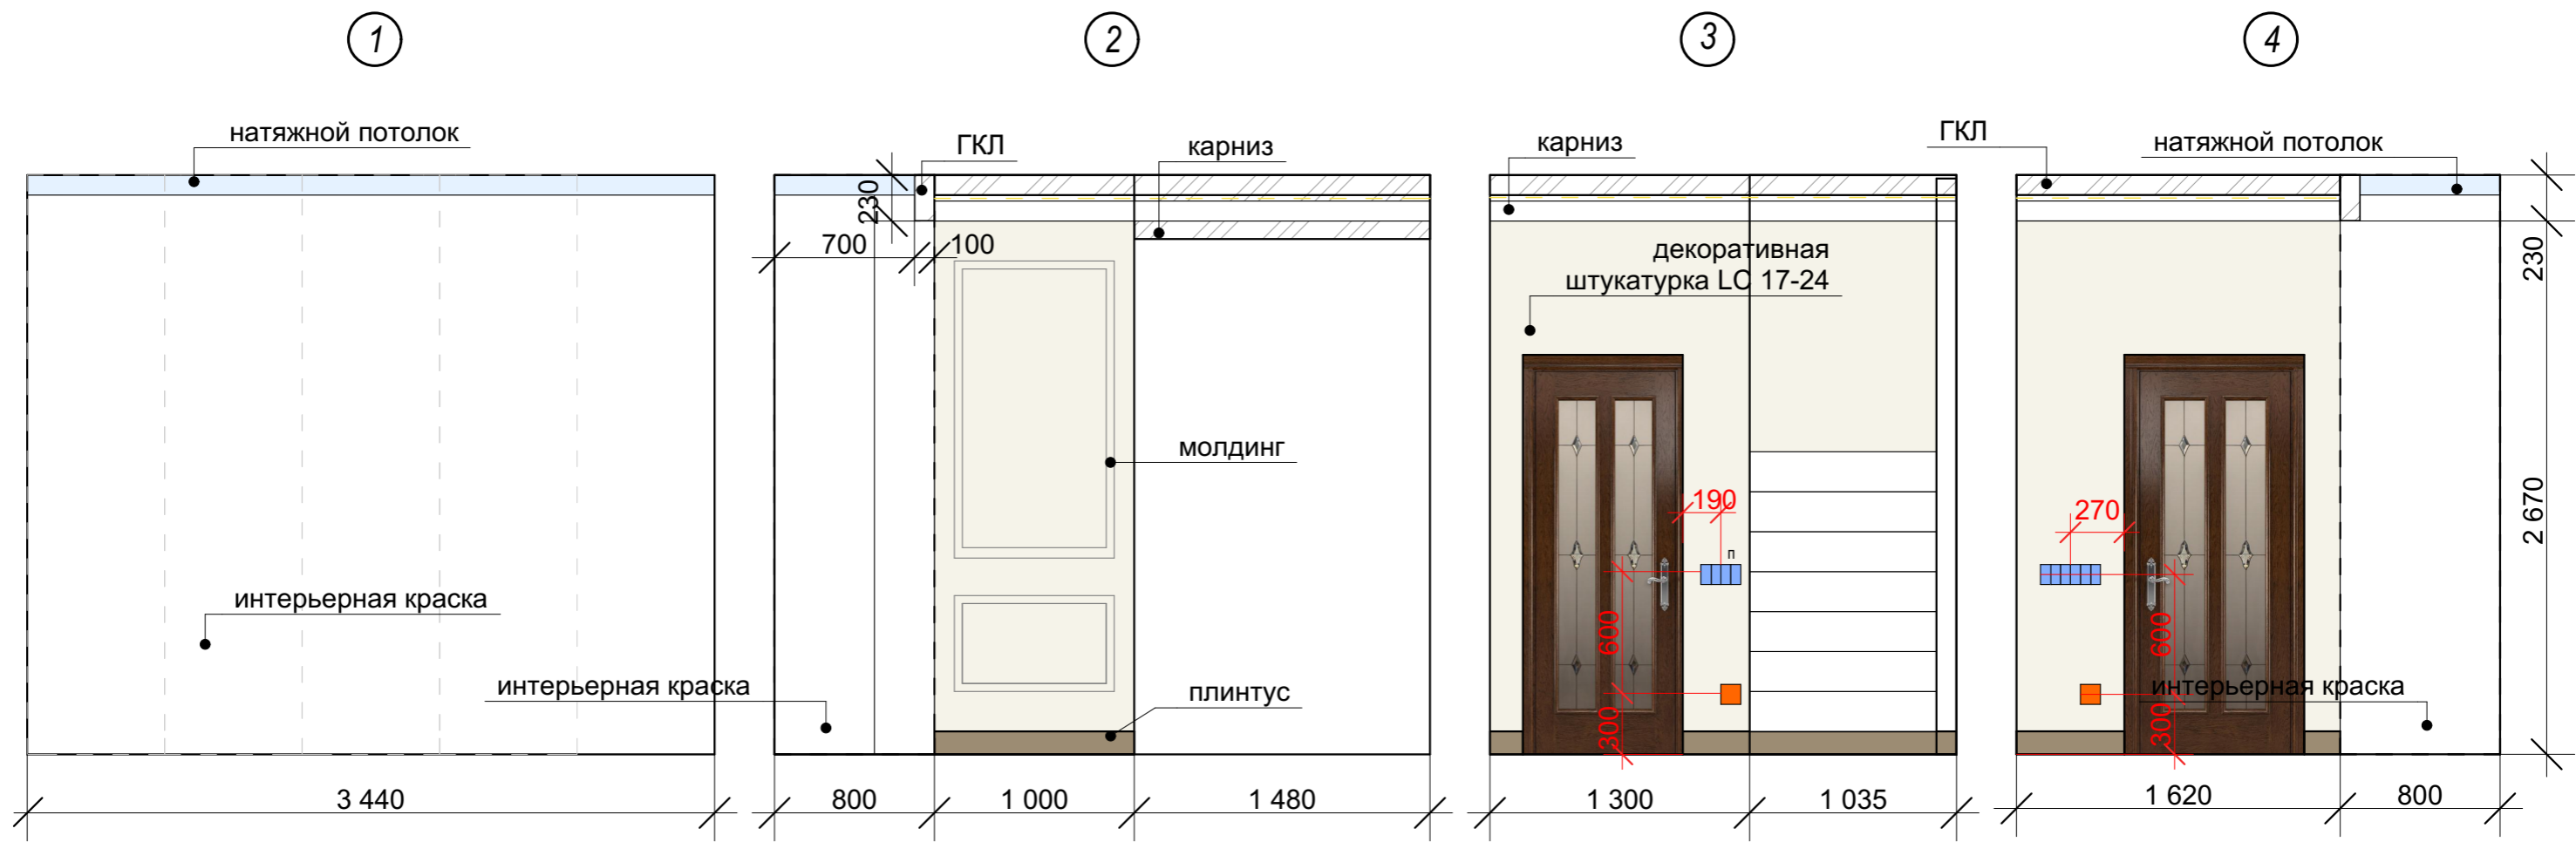 1
2
3
4
натяжной потолок
ГКЛ
карниз
карниз
ГКЛ
натяжной потолок
230
700
100
декоративная
штукатурка LC 17-24
230
молдинг
190
п
270
2 670
интерьерная краска
600
600
интерьерная краска
плинтус
интерьерная краска
300
300
3 440
800
1 000
1 480
1 300
1 035
1 620
800